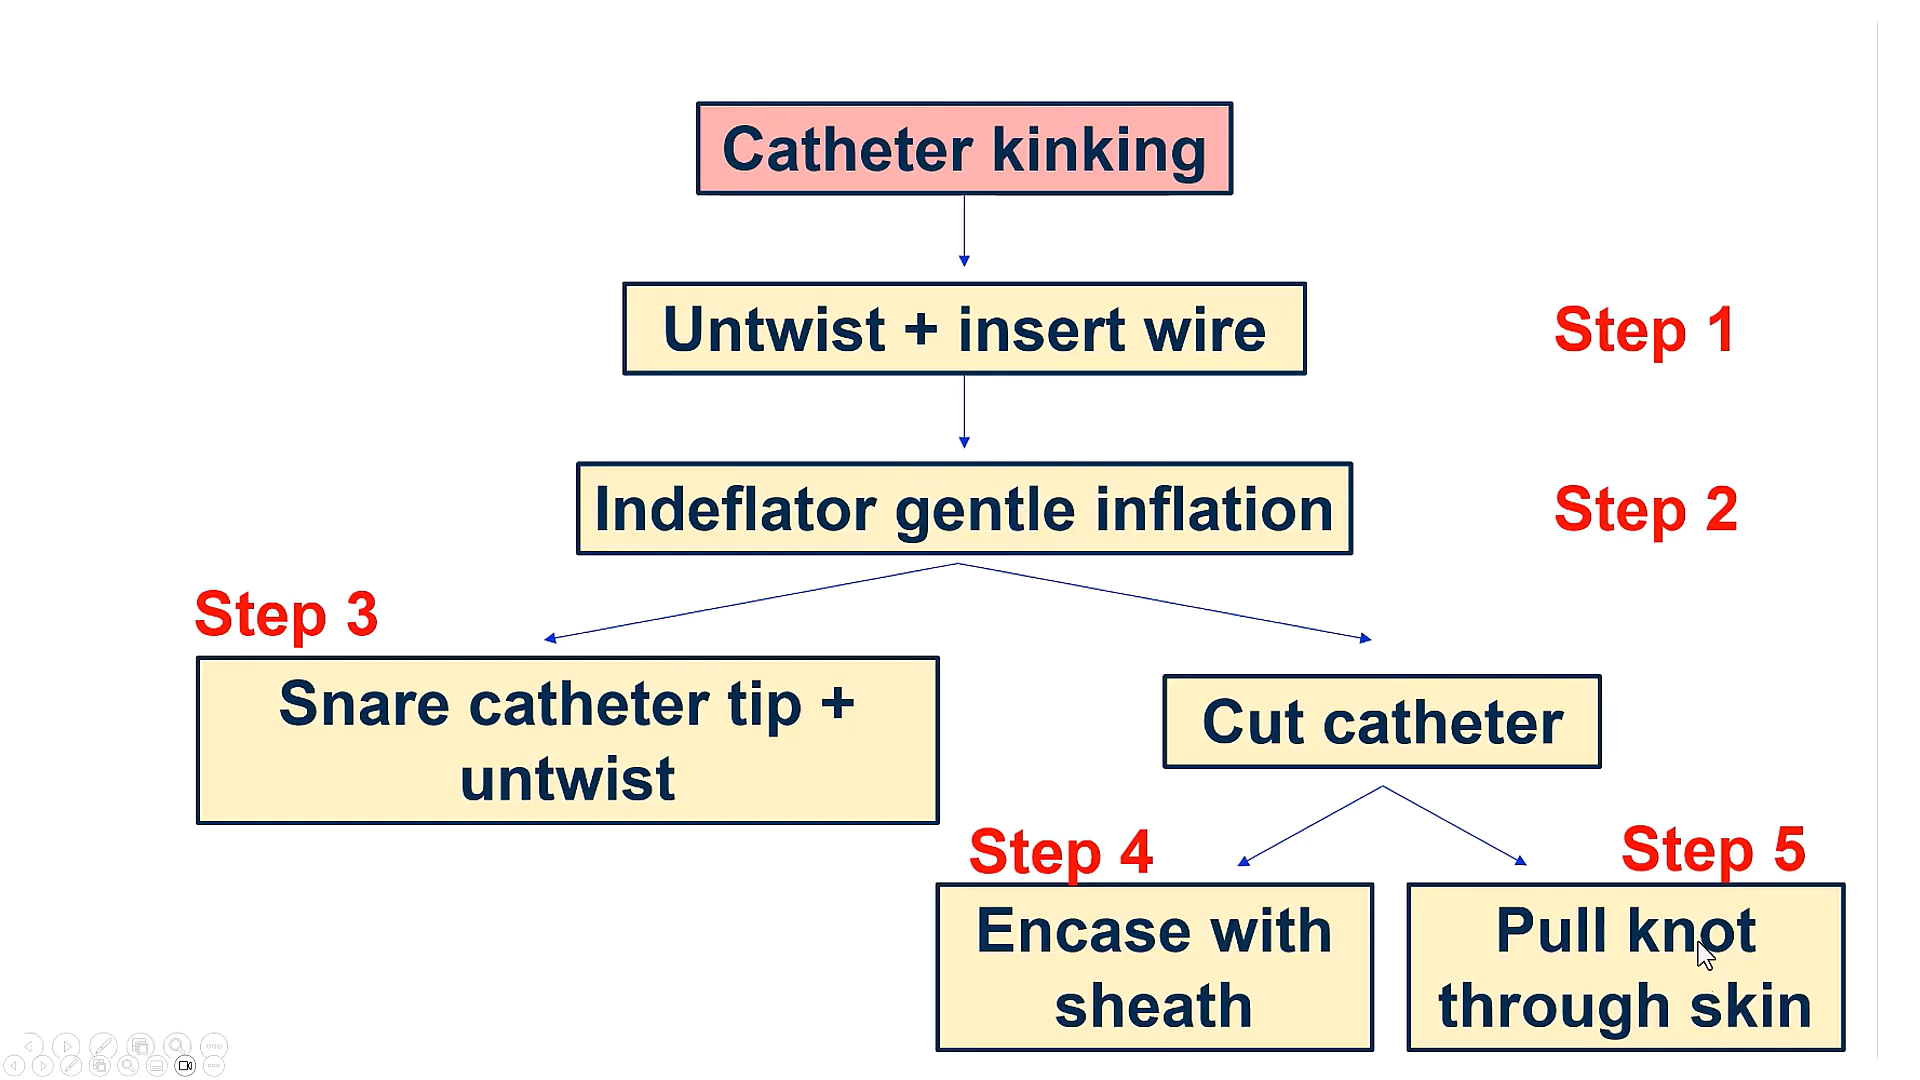 Catheter kinking
Untwist + insert wire
Step 1
Indeflator gentle inflation
Step 2
Step 3
Snare catheter tip +
untwist
Cut catheter
Step 4
Encase with
sheath
Step 5
Pull knot
through skin